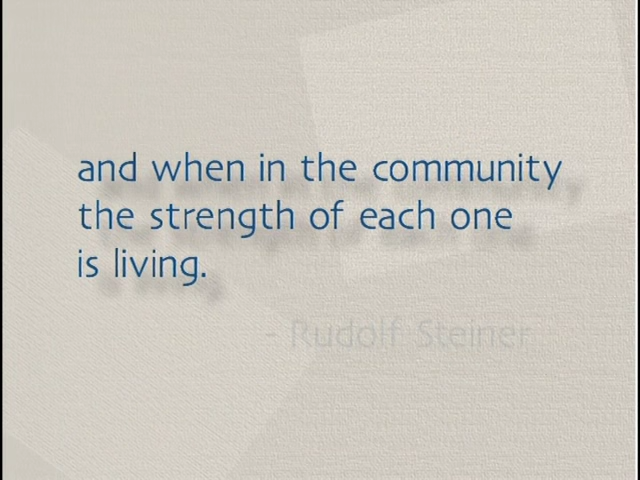 and when in the community
the strength of each one
is living.
- Rudolf Steiner